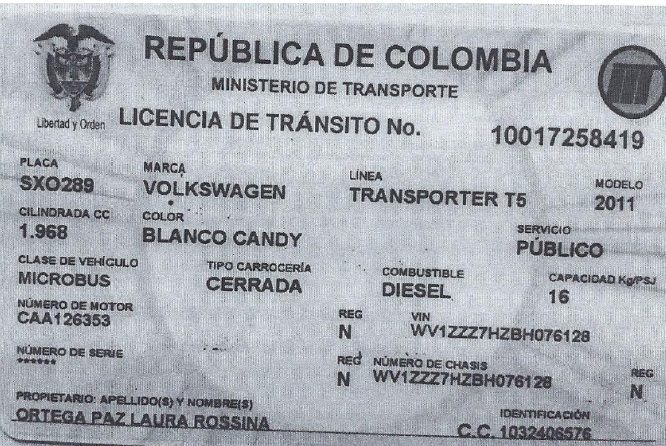 REPÚBLICA DE COLOMBIA
MINISTERIO DE TRANSPORTE
Libertad y Orden
LICENCIA DE TRÁNSITO No. 10017258419
PLACA MARCA LÍNEA MODELO
SXO289 VOLKSWAGEN TRANSPORTER T5 2011
CILINDRADA CC COLOR SERVICIO
1.968 BLANCO CANDY PÚBLICO
CLASE DE VEHÍCULO TIPO CARROCERÍA COMBUSTIBLE CAPACIDAD Kg/PSJ
MICROBUS CERRADA DIESEL 16
NÚMERO DE MOTOR REG VIN
CAA126353 N WV1ZZZ7HZBH076128
NÚMERO DE SERIE REG NÚMERO DE CHASIS REG
****** N WV1ZZZ7HZBH076128 N
PROPIETARIO: APELLIDO(S) Y NOMBRE(S) IDENTIFICACIÓN
ORTEGA PAZ LAURA ROSSINA C.C. 1032406576